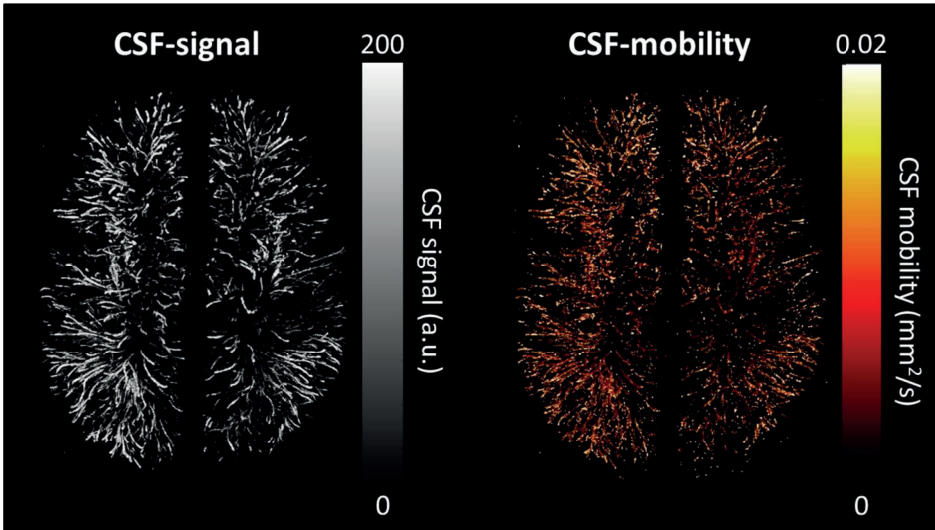 CSF-signal
200
CSF signal (a.u.)
0
CSF-mobility
0.02
CSF mobility (mm²/s)
0